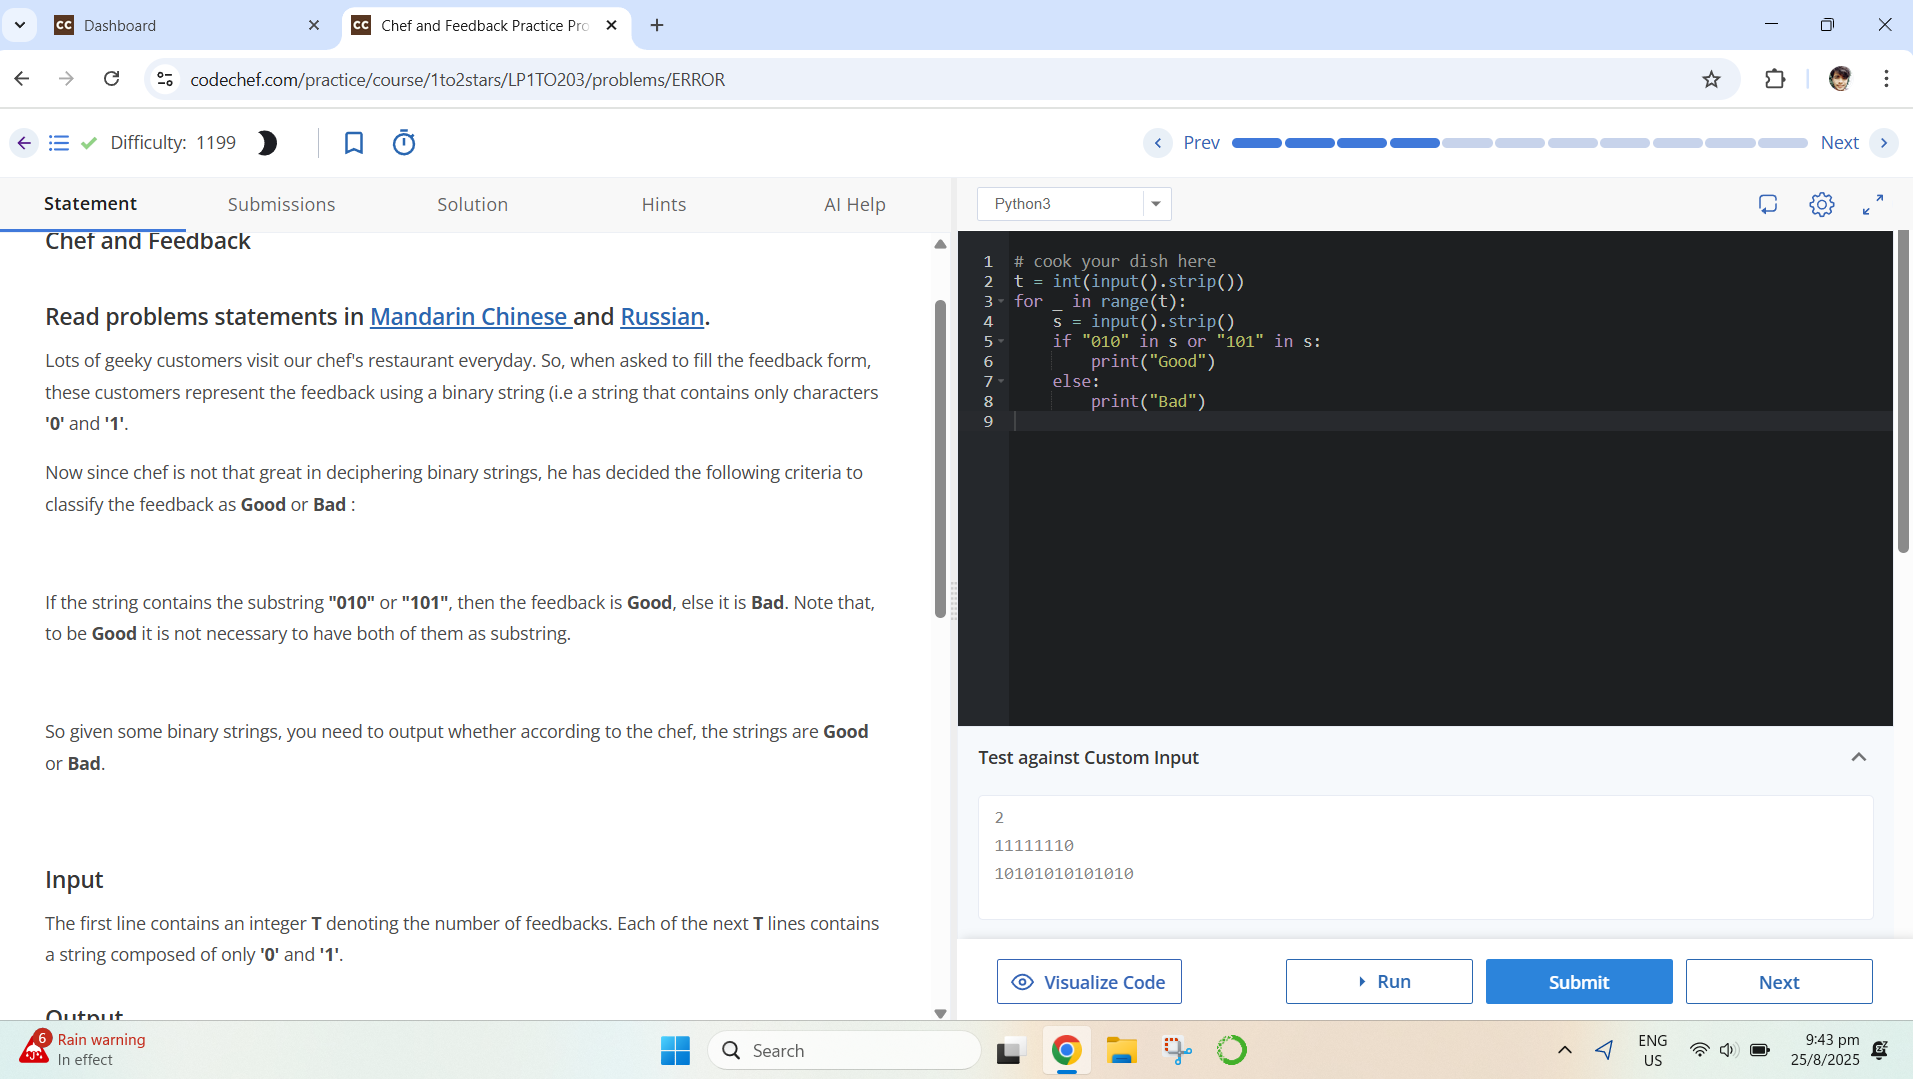 CC Dashboard
CC Chef and Feedback Practice Pro
codechef.com/practice/course/1to2stars/LP1TO203/problems/ERROR
Difficulty: 1199
Prev
Next
Statement
Submissions
Solution
Hints
AI Help
Python3
Chef and Feedback
Read problems statements in Mandarin Chinese and Russian.
Lots of geeky customers visit our chef's restaurant everyday. So, when asked to fill the feedback form,
these customers represent the feedback using a binary string (i.e a string that contains only characters
'0' and '1'.
Now since chef is not that great in deciphering binary strings, he has decided the following criteria to
classify the feedback as Good or Bad :
If the string contains the substring "010" or "101", then the feedback is Good, else it is Bad. Note that,
to be Good it is not necessary to have both of them as substring.
So given some binary strings, you need to output whether according to the chef, the strings are Good
or Bad.
Input
The first line contains an integer T denoting the number of feedbacks. Each of the next T lines contains
a string composed of only '0' and '1'.
Output
1 # cook your dish here
2 t = int(input().strip())
3 for _ in range(t):
4     s = input().strip()
5     if "010" in s or "101" in s:
6         print("Good")
7     else:
8         print("Bad")
9
Test against Custom Input
2
11111110
10101010101010
Visualize Code
Run
Submit
Next
6
Rain warning
In effect
Search
ENG
US
9:43 pm
25/8/2025